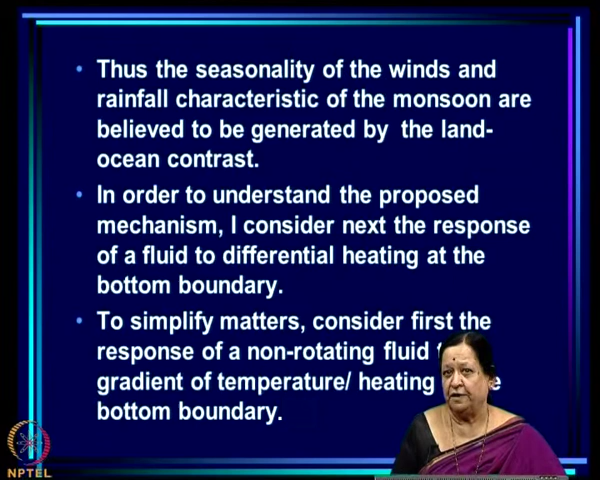 • Thus the seasonality of the winds and
rainfall characteristic of the monsoon are
believed to be generated by the land-
ocean contrast.
• In order to understand the proposed
mechanism, I consider next the response
of a fluid to differential heating at the
bottom boundary.
• To simplify matters, consider first the
response of a non-rotating fluid
gradient of temperature/ heating
bottom boundary.
NPTEL